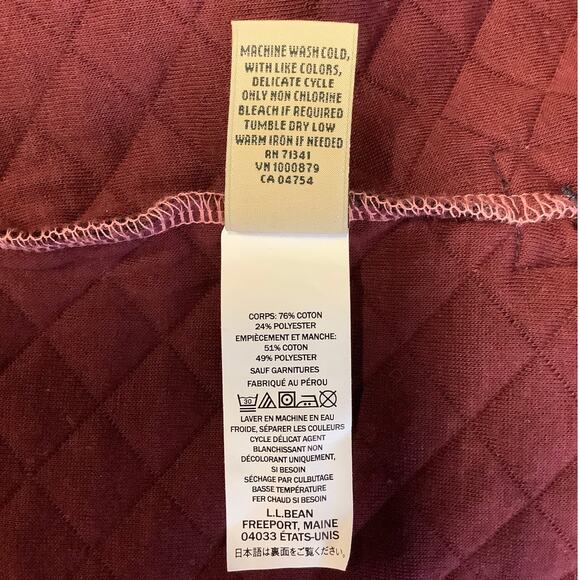 MACHINE WASH COLD,
WITH LIKE COLORS,
DELICATE CYCLE
ONLY NON CHLORINE
BLEACH IF REQUIRED
TUMBLE DRY LOW
WARM IRON IF NEEDED
RN 71341
VN 1000879
CA 04754
CORPS: 76% COTON
24% POLYESTER
EMPIÈCEMENT ET MANCHE:
51% COTON
49% POLYESTER
SAUF GARNITURES
FABRIQUÉ AU PÉROU
30
LAVER EN MACHINE EN EAU
FROIDE, SÉPARER LES COULEURS
CYCLE DÉLICAT AGENT
BLANCHISSANT NON
DÉCOLORANT UNIQUEMENT,
SI BESOIN
SÉCHAGE PAR CULBUTAGE
BASSE TEMPÉRATURE
FER CHAUD SI BESOIN
L.L.BEAN
FREEPORT, MAINE
04033 ÉTATS-UNIS
日本語は裏面をご覧ください。